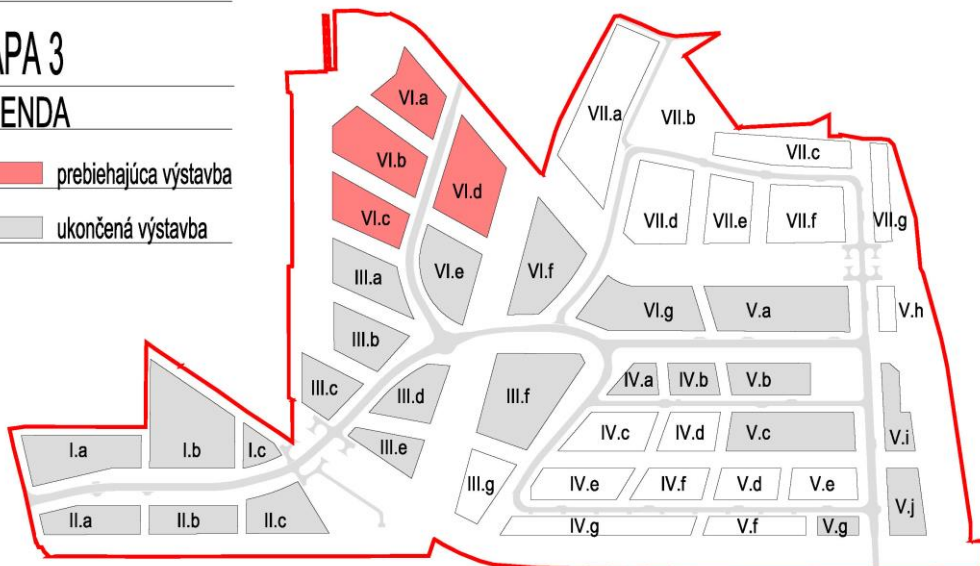 APA 3
ENDA
prebiehajúca výstavba
ukončená výstavba
VI.a
VI.b
VI.c
VI.d
VI.e
VI.f
VI.g
VII.a
VII.b
VII.c
VII.d
VII.e
VII.f
VII.g
III.a
III.b
III.c
III.d
III.e
III.f
III.g
V.a
V.h
IV.a
IV.b
V.b
IV.c
IV.d
V.c
V.i
IV.e
IV.f
V.d
V.e
V.j
IV.g
V.f
V.g
I.a
I.b
I.c
II.a
II.b
II.c